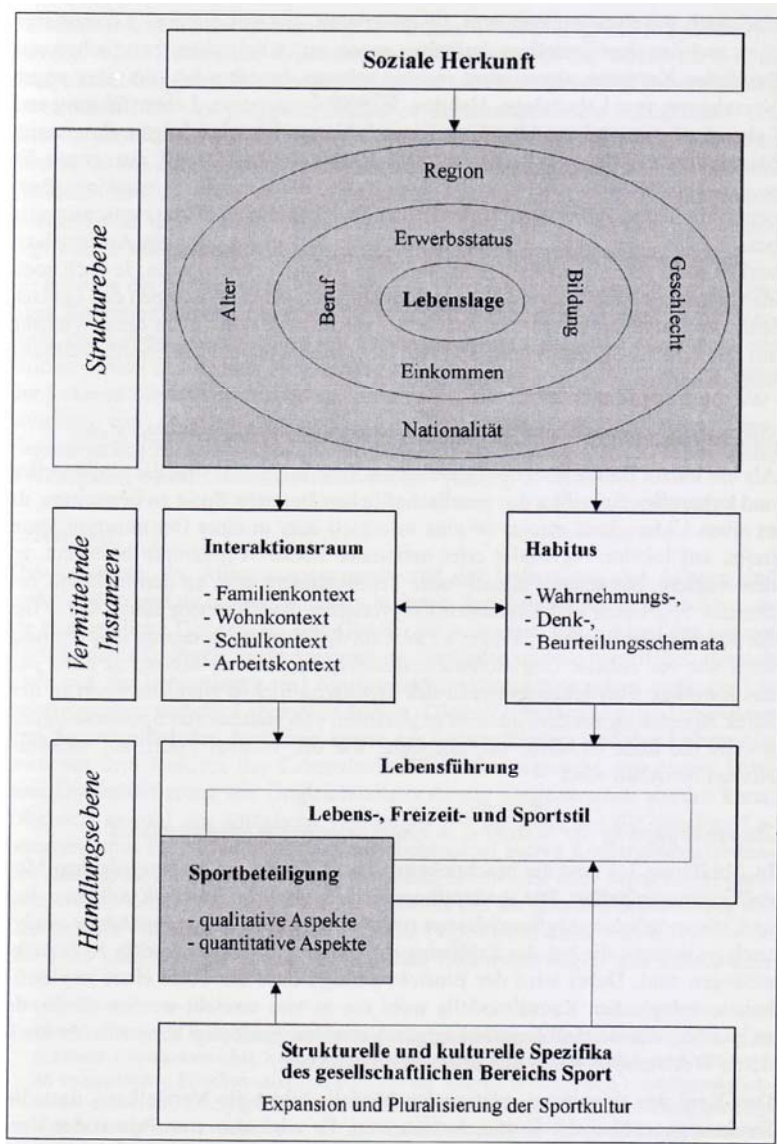 Soziale Herkunft
Strukturebene
Region
Erwerbsstatus
Alter
Beruf
Lebenslage
Bildung
Geschlecht
Einkommen
Nationalität
Vermittelnde
Instanzen
Interaktionsraum
- Familienkontext
- Wohnkontext
- Schulkontext
- Arbeitskontext
Habitus
- Wahrnehmungs-,
- Denk-,
- Beurteilungsschemata
Handlungsebene
Lebensführung
Lebens-, Freizeit- und Sportstil
Sportbeteiligung
- qualitative Aspekte
- quantitative Aspekte
Strukturelle und kulturelle Spezifika
des gesellschaftlichen Bereichs Sport
Expansion und Pluralisierung der Sportkultur